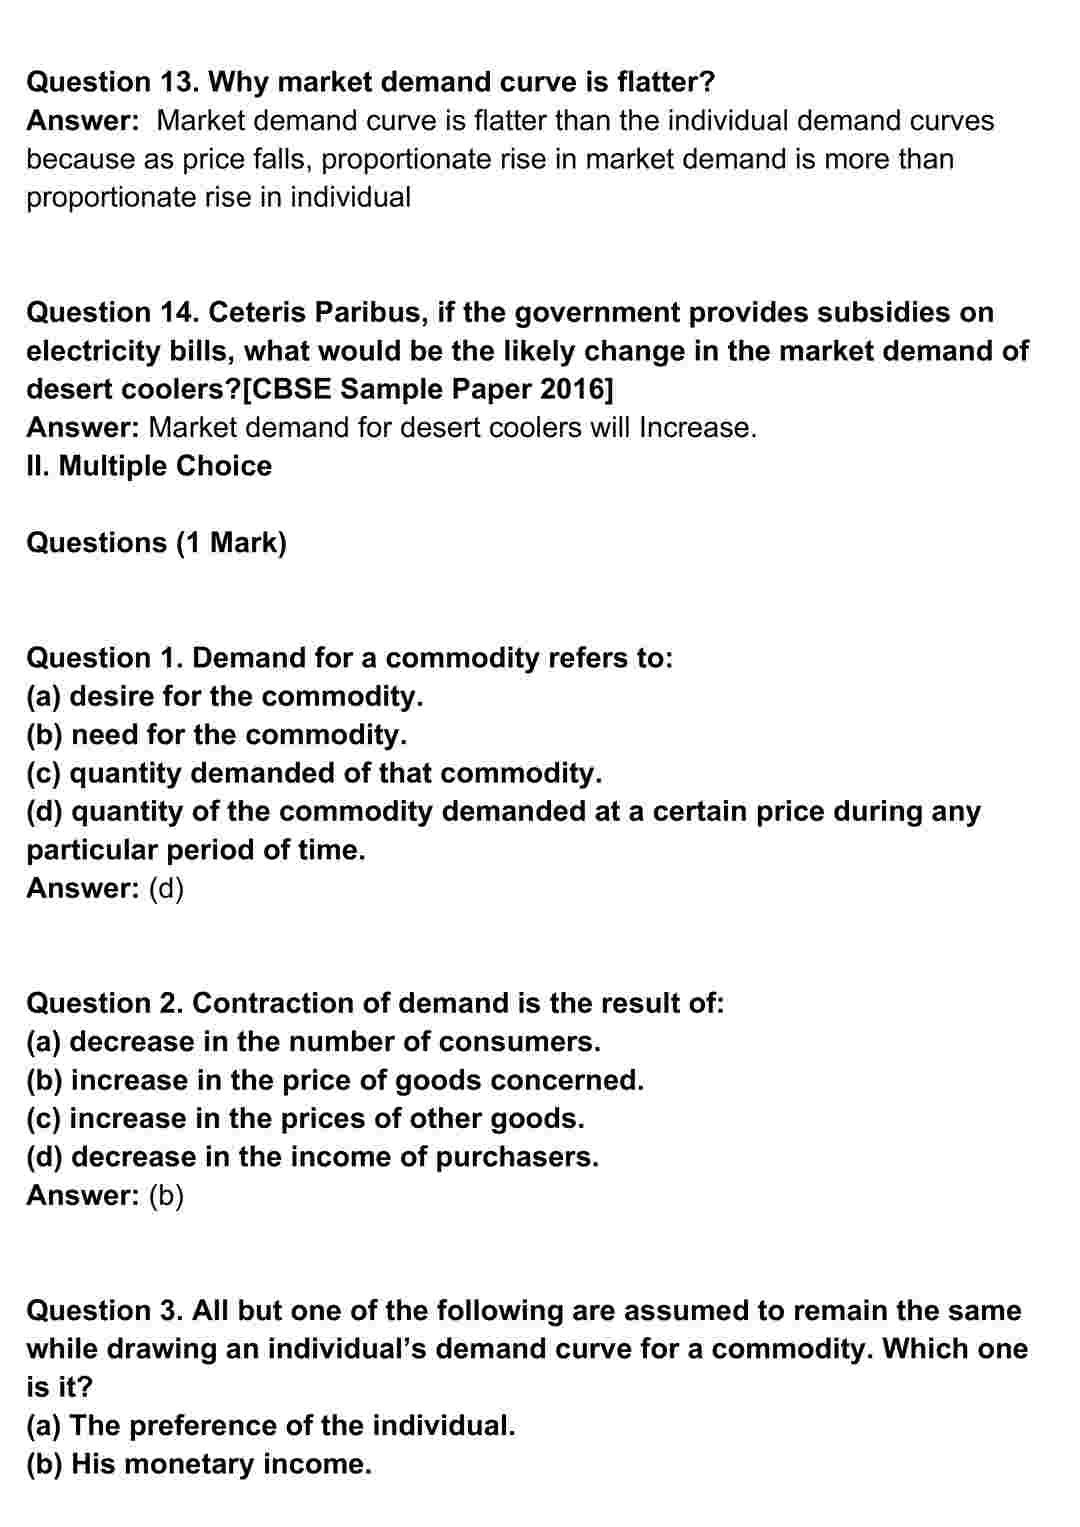 Question 13. Why market demand curve is flatter?
Answer:  Market demand curve is flatter than the individual demand curves
because as price falls, proportionate rise in market demand is more than
proportionate rise in individual
Question 14. Ceteris Paribus, if the government provides subsidies on
electricity bills, what would be the likely change in the market demand of
desert coolers?[CBSE Sample Paper 2016]
Answer: Market demand for desert coolers will Increase.
II. Multiple Choice
Questions (1 Mark)
Question 1. Demand for a commodity refers to:
(a) desire for the commodity.
(b) need for the commodity.
(c) quantity demanded of that commodity.
(d) quantity of the commodity demanded at a certain price during any
particular period of time.
Answer: (d)
Question 2. Contraction of demand is the result of:
(a) decrease in the number of consumers.
(b) increase in the price of goods concerned.
(c) increase in the prices of other goods.
(d) decrease in the income of purchasers.
Answer: (b)
Question 3. All but one of the following are assumed to remain the same
while drawing an individual’s demand curve for a commodity. Which one
is it?
(a) The preference of the individual.
(b) His monetary income.